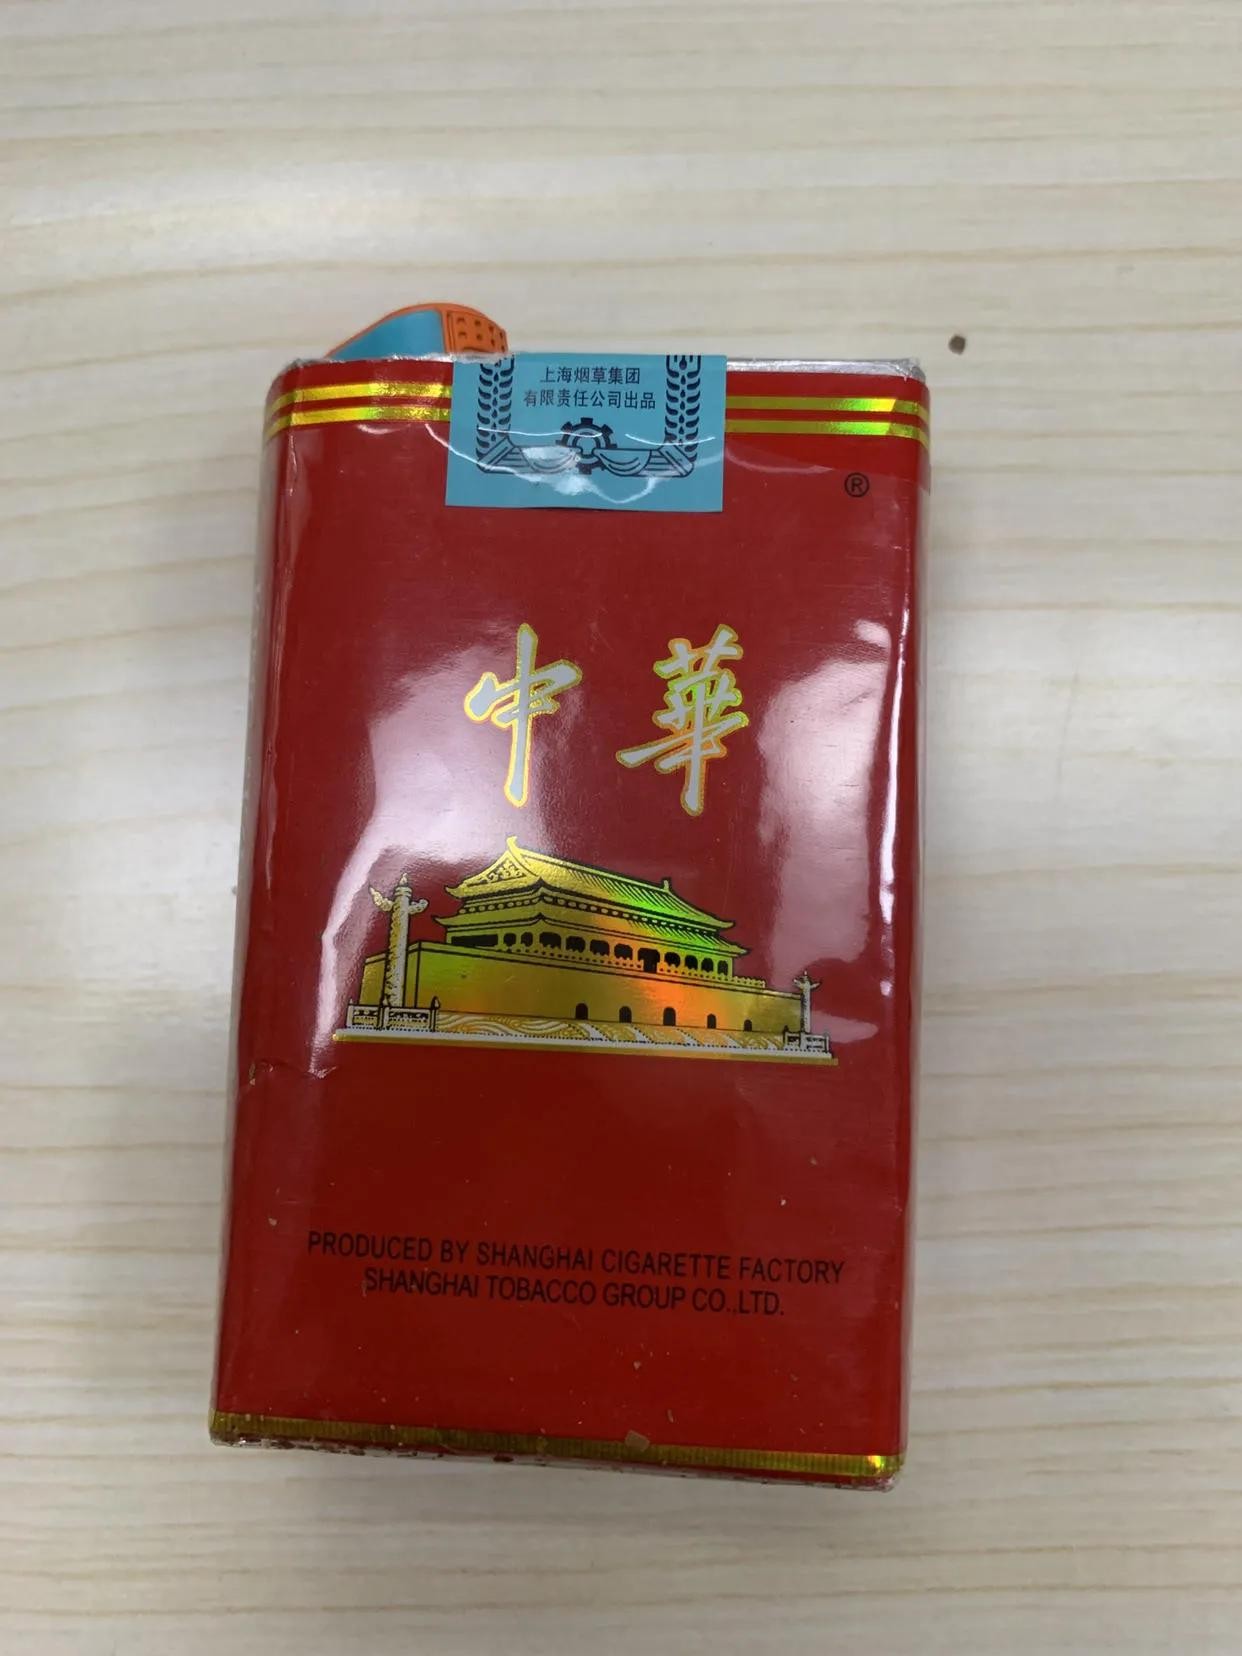 上海烟草集团
有限责任公司出品
®
中華
PRODUCED BY SHANGHAI CIGARETTE FACTORY
SHANGHAI TOBACCO GROUP CO.,LTD.